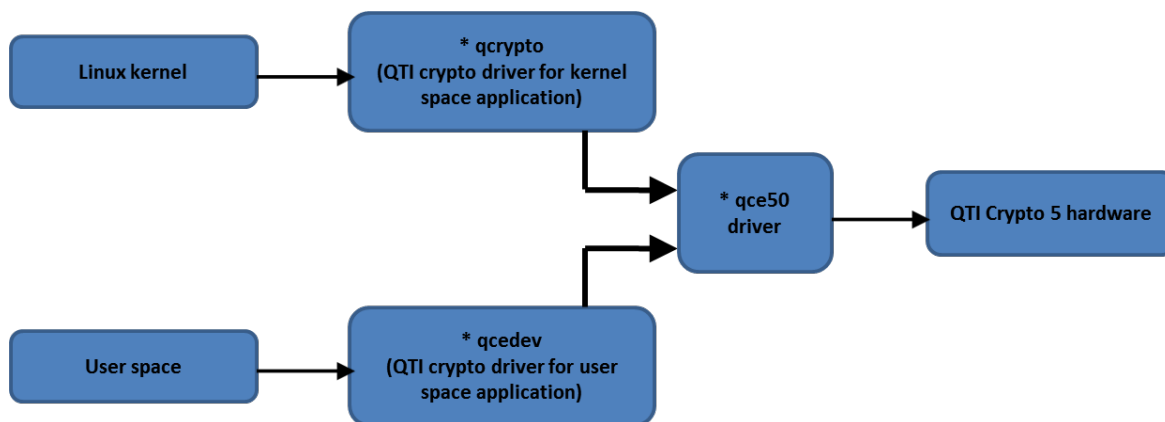 Linux kernel
* qcrypto
(QTI crypto driver for kernel
space application)
* qce50
driver
QTI Crypto 5 hardware
User space
* qcedev
(QTI crypto driver for user
space application)